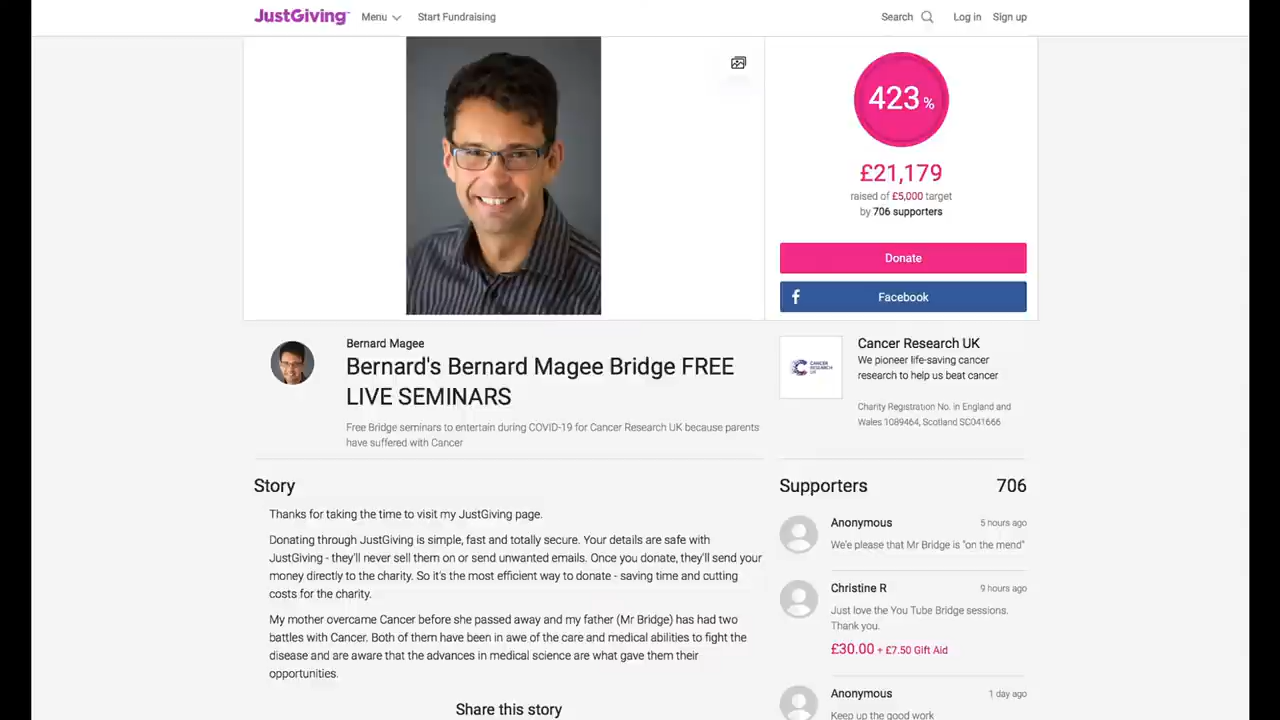 JustGiving™
Menu
Start Fundraising
Search
Log in
Sign up
423%
£21,179
raised of £5,000 target
by 706 supporters
Donate
Facebook
Bernard Magee
Bernard's Bernard Magee Bridge FREE
LIVE SEMINARS
Free Bridge seminars to entertain during COVID-19 for Cancer Research UK because parents
have suffered with Cancer
CANCER
RESEARCH
UK
Cancer Research UK
We pioneer life-saving cancer
research to help us beat cancer
Charity Registration No. in England and
Wales 1089464, Scotland SC041666
Story
Thanks for taking the time to visit my JustGiving page.
Donating through JustGiving is simple, fast and totally secure. Your details are safe with
JustGiving - they'll never sell them on or send unwanted emails. Once you donate, they'll send your
money directly to the charity. So it's the most efficient way to donate - saving time and cutting
costs for the charity.
My mother overcame Cancer before she passed away and my father (Mr Bridge) has had two
battles with Cancer. Both of them have been in awe of the care and medical abilities to fight the
disease and are aware that the advances in medical science are what gave them their
opportunities.
Share this story
Supporters
706
Anonymous
5 hours ago
We'e please that Mr Bridge is "on the mend"
Christine R
9 hours ago
Just love the You Tube Bridge sessions.
Thank you.
£30.00 + £7.50 Gift Aid
Anonymous
1 day ago
Keep up the good work